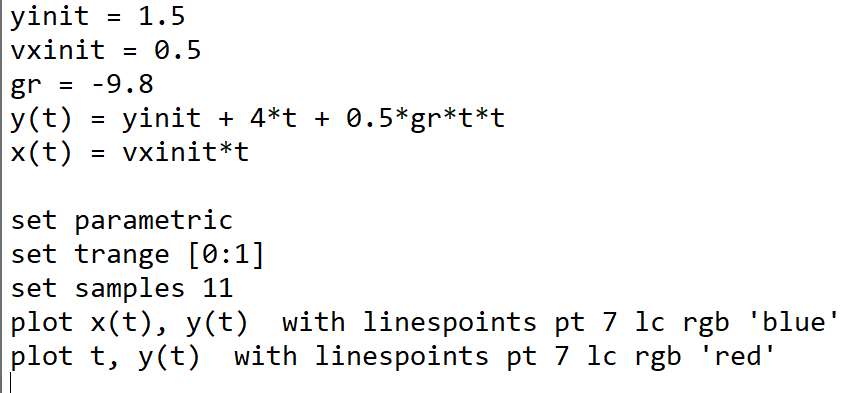 yinit = 1.5
vxinit = 0.5
gr = -9.8
y(t) = yinit + 4*t + 0.5*gr*t*t
x(t) = vxinit*t
set parametric
set trange [0:1]
set samples 11
plot x(t), y(t)  with linespoints pt 7 lc rgb 'blue'
plot t, y(t)  with linespoints pt 7 lc rgb 'red'